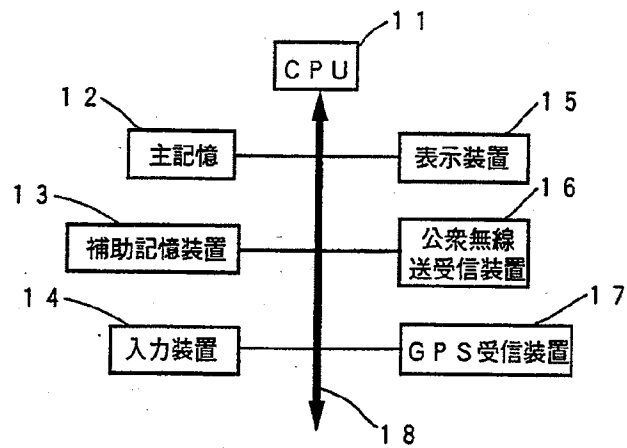 11
CPU
12
主記憶
15
表示装置
13
補助記憶装置
16
公衆無線
送受信装置
14
入力装置
17
GPS受信装置
18